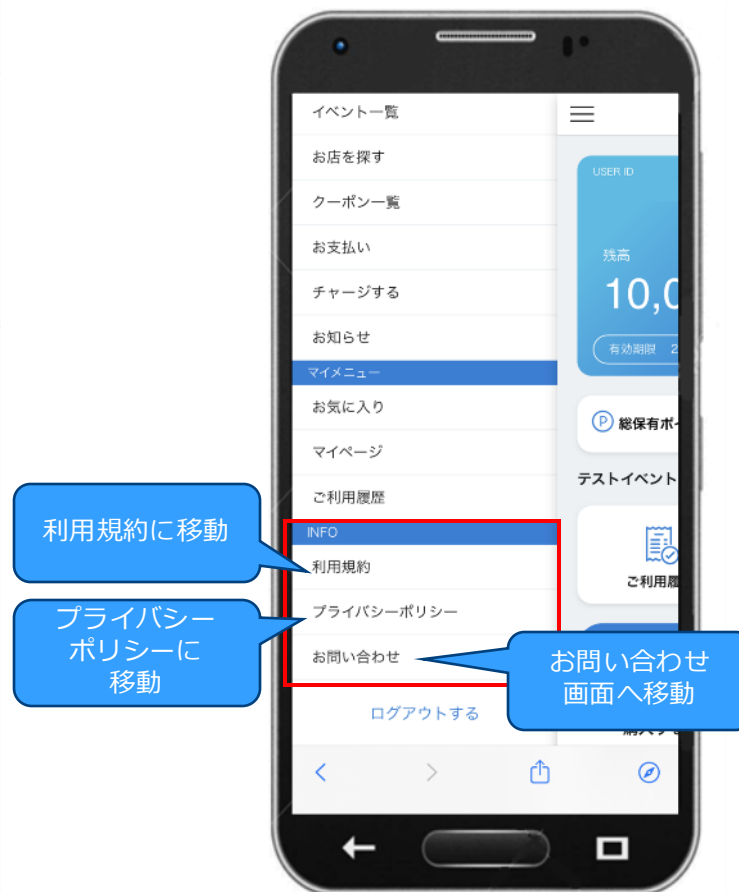 イベント一覧
お店を探す
クーポン一覧
お支払い
チャージする
お知らせ
マイメニュー
お気に入り
マイページ
ご利用履歴
INFO
利用規約
プライバシーポリシー
お問い合わせ
ログアウトする
USER ID
残高
10,0
有効期限 2
P 総保有ポ
テストイベント
ご利用履
利用規約に移動
プライバシー
ポリシーに
移動
お問い合わせ
画面へ移動